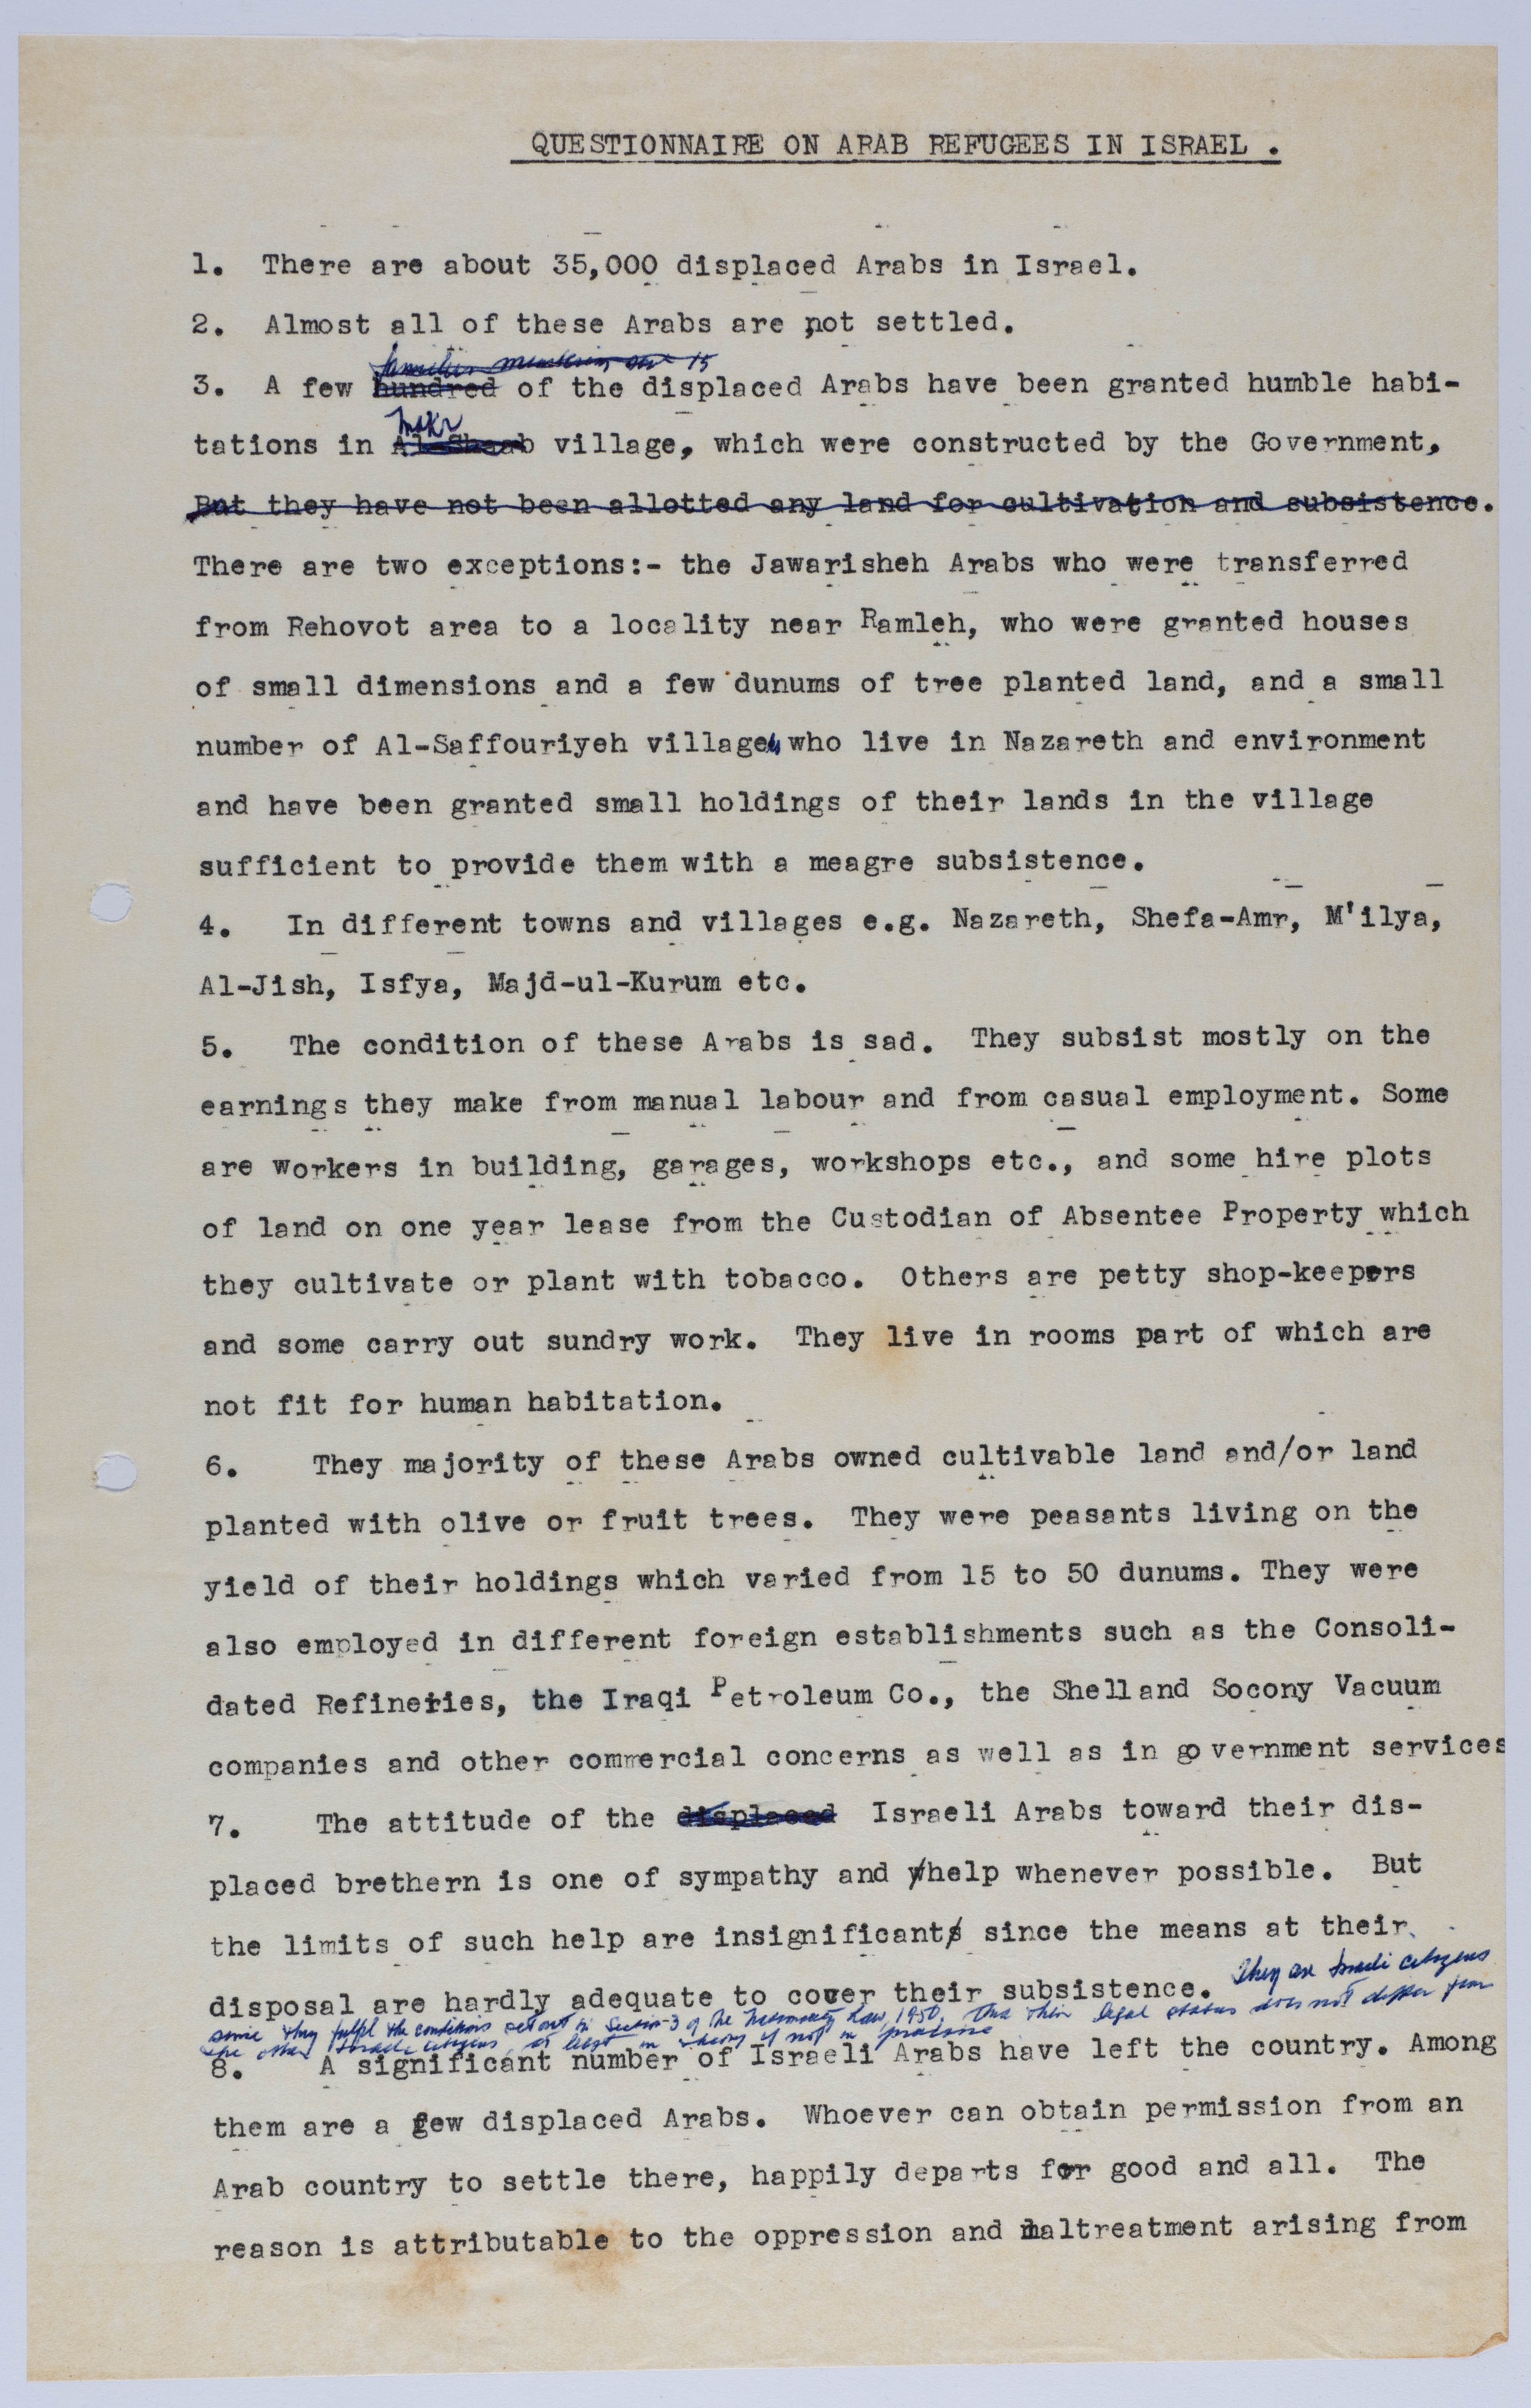 QUESTIONNAIRE ON ARAB REFUGEES IN ISRAEL .
1. There are about 35,000 displaced Arabs in Israel.
2. Almost all of these Arabs are not settled.
families numbering over 15
3. A few hundred of the displaced Arabs have been granted humble habi-
Makr
tations in Al-Shaab village, which were constructed by the Government,
But they have not been allotted any land for cultivation and subsistence.
There are two exceptions:- the Jawarisheh Arabs who were transferred
from Rehovot area to a locality near Ramleh, who were granted houses
of small dimensions and a few dunums of tree planted land, and a small
number of Al-Saffouriyeh village who live in Nazareth and environment
and have been granted small holdings of their lands in the village
sufficient to provide them with a meagre subsistence.
4. In different towns and villages e.g. Nazareth, Shefa-Amr, M'ilya,
Al-Jish, Isfya, Majd-ul-Kurum etc.
5. The condition of these Arabs is sad. They subsist mostly on the
earnings they make from manual labour and from casual employment. Some
are workers in building, garages, workshops etc., and some hire plots
of land on one year lease from the Custodian of Absentee Property which
they cultivate or plant with tobacco. Others are petty shop-keepers
and some carry out sundry work. They live in rooms part of which are
not fit for human habitation.
6. They majority of these Arabs owned cultivable land and/or land
planted with olive or fruit trees. They were peasants living on the
yield of their holdings which varied from 15 to 50 dunums. They were
also employed in different foreign establishments such as the Consoli-
dated Refineries, the Iraqi Petroleum Co., the Shell and Socony Vacuum
companies and other commercial concerns as well as in government services
7. The attitude of the displaced Israeli Arabs toward their dis-
placed brethern is one of sympathy and help whenever possible. But
the limits of such help are insignificant since the means at their
disposal are hardly adequate to cover their subsistence. They are Israeli citizens
since they fulfil the conditions set out in Section 3 of the Nationality Law, 1950, thus their legal status does not differ from
the other Israeli citizens, at least in theory if not in practice
8. A significant number of Israeli Arabs have left the country. Among
them are a few displaced Arabs. Whoever can obtain permission from an
Arab country to settle there, happily departs for good and all. The
reason is attributable to the oppression and maltreatment arising from